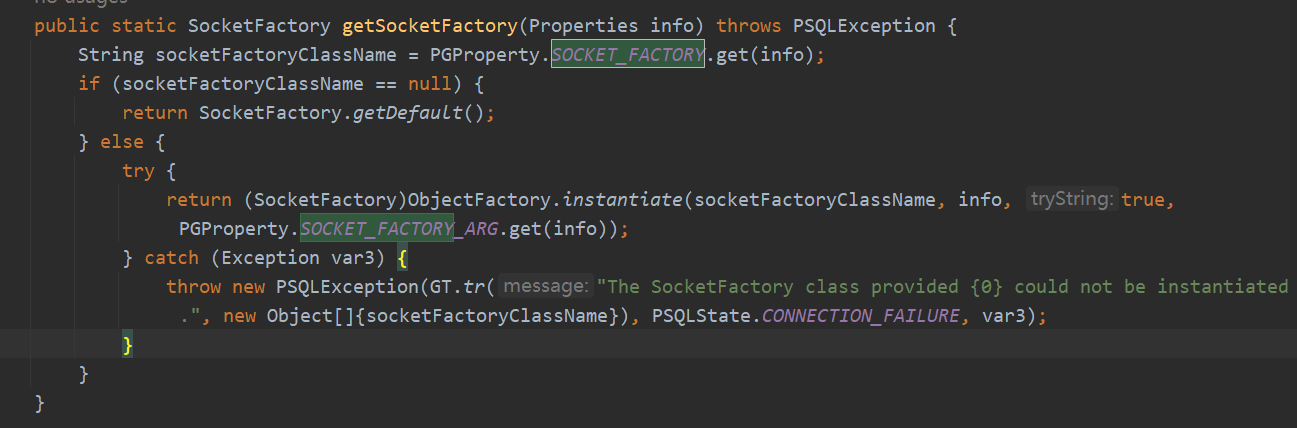 no usages
public static SocketFactory getSocketFactory(Properties info) throws PSQLException {
String socketFactoryClassName = PGProperty.SOCKET_FACTORY.get(info);
if (socketFactoryClassName == null) {
return SocketFactory.getDefault();
} else {
try {
return (SocketFactory)ObjectFactory.instantiate(socketFactoryClassName, info, tryString: true,
PGProperty.SOCKET_FACTORY_ARG.get(info));
} catch (Exception var3) {
throw new PSQLException(GT.tr( message: "The SocketFactory class provided {0} could not be instantiated
.", new Object[]{socketFactoryClassName}), PSQLState.CONNECTION_FAILURE, var3);
}
}
}